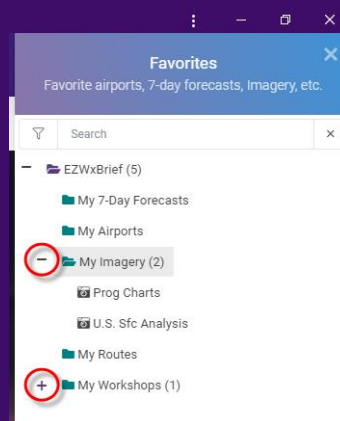 Favorites
Favorite airports, 7-day forecasts, Imagery, etc.
Search
EZWxBrief (5)
My 7-Day Forecasts
My Airports
My Imagery (2)
Prog Charts
U.S. Sfc Analysis
My Routes
My Workshops (1)